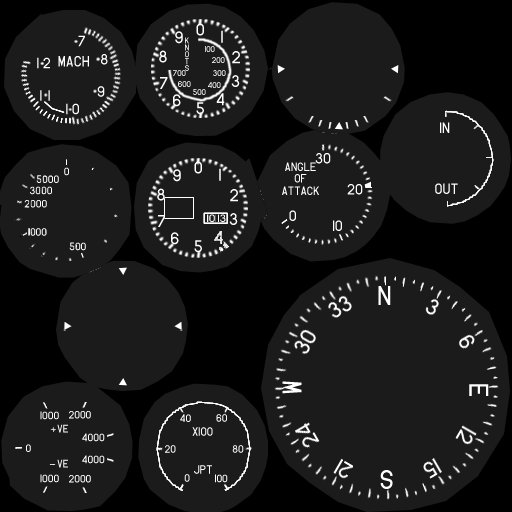 .7
1.2 MACH .8
.9
1.1 1.0
0
9 1
KNOTS
100
8 200 2
300
700 400
7 600 500 3
6 5 4
IN
OUT
0
5000
3000
2000
1000
500
0
9 1
8 2
1013
7 3
6 5 4
30
ANGLE
OF
ATTACK
20
0
10
1000 2000
+VE
4000
0
4000
-VE
1000 2000
40 60
X100
20 80
JPT
0 100
N
33 3
30 6
W E
24 12
21 15
S